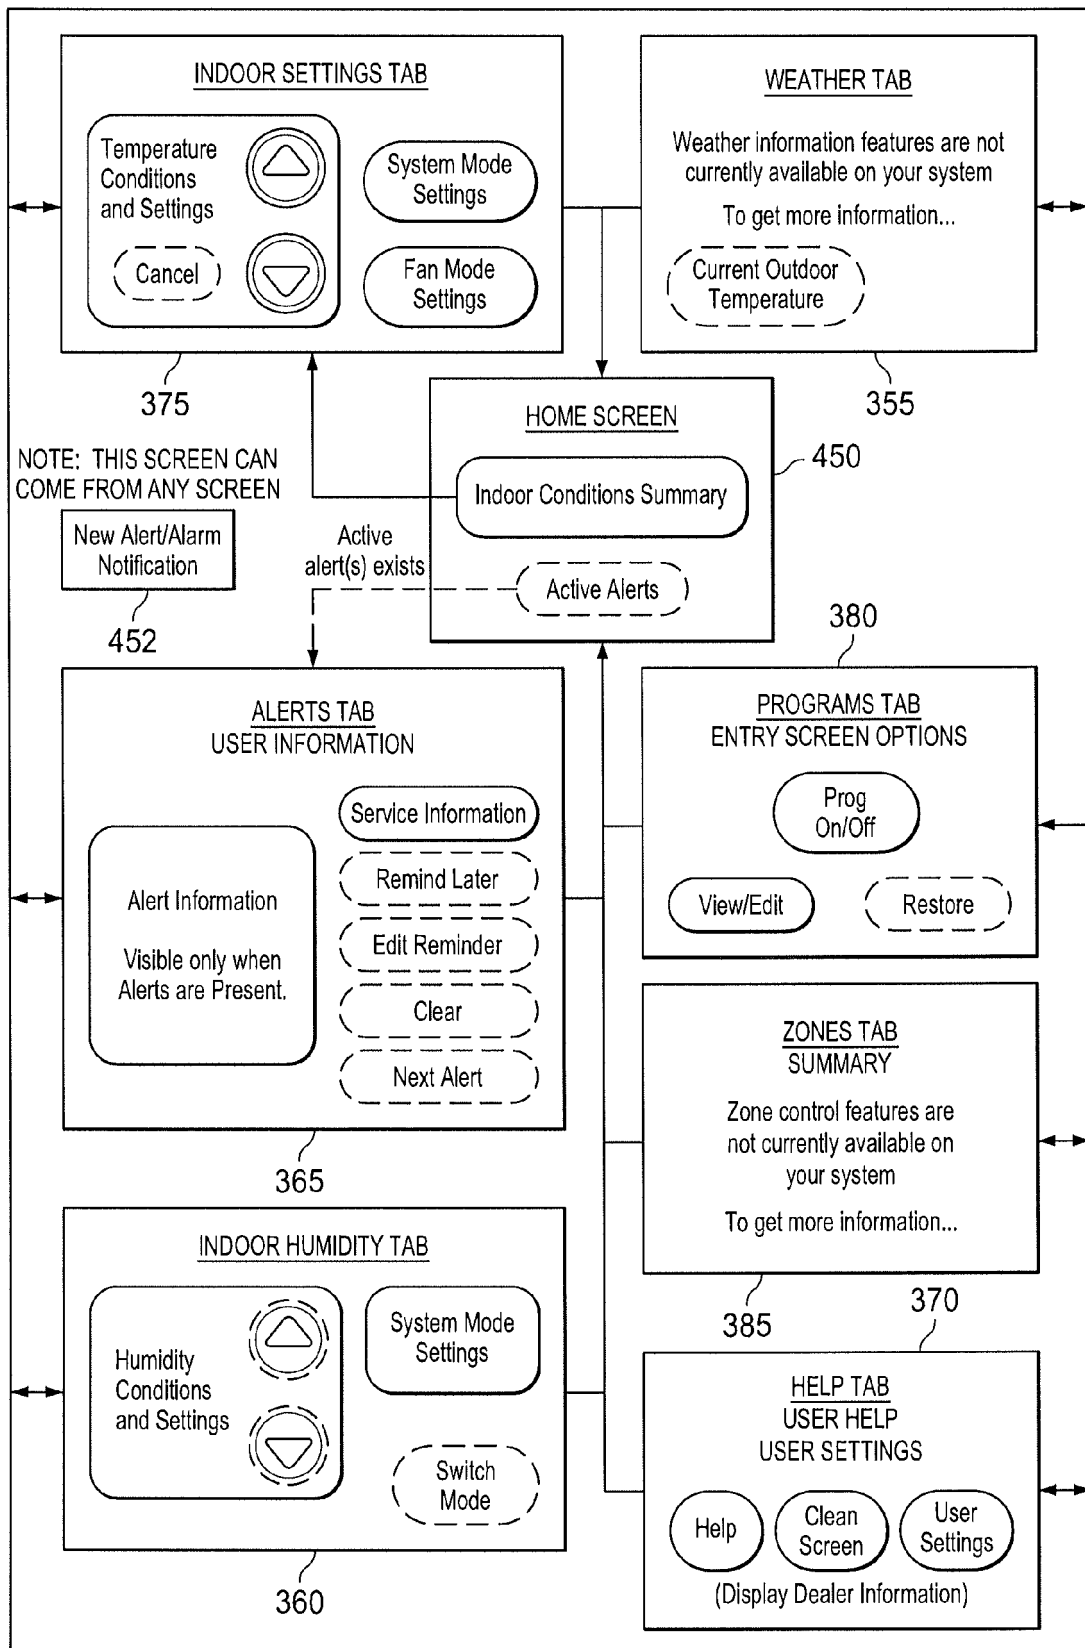 INDOOR SETTINGS TAB
Temperature
Conditions
and Settings
Cancel
System Mode
Settings
Fan Mode
Settings
375
WEATHER TAB
Weather information features are not
currently available on your system
To get more information...
Current Outdoor
Temperature
355
HOME SCREEN
Indoor Conditions Summary
Active Alerts
450
NOTE: THIS SCREEN CAN
COME FROM ANY SCREEN
New Alert/Alarm
Notification
452
Active
alert(s) exists
ALERTS TAB
USER INFORMATION
Alert Information
Visible only when
Alerts are Present.
Service Information
Remind Later
Edit Reminder
Clear
Next Alert
365
380
PROGRAMS TAB
ENTRY SCREEN OPTIONS
Prog
On/Off
View/Edit
Restore
ZONES TAB
SUMMARY
Zone control features are
not currently available on
your system
To get more information...
385
INDOOR HUMIDITY TAB
Humidity
Conditions
and Settings
System Mode
Settings
Switch
Mode
360
370
HELP TAB
USER HELP
USER SETTINGS
Help
Clean
Screen
User
Settings
(Display Dealer Information)